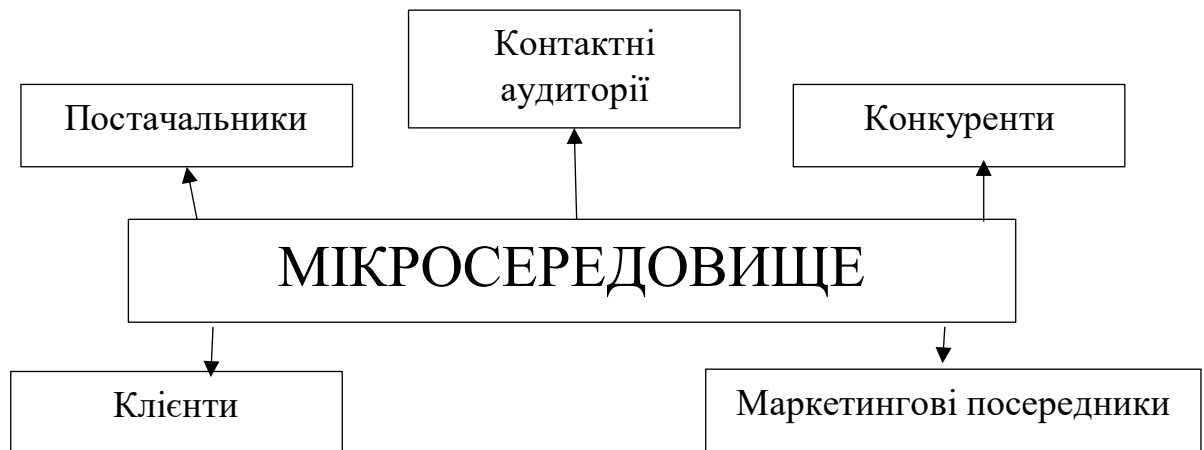 Контактні
аудиторії
Постачальники
Конкуренти
МІКРОСЕРЕДОВИЩЕ
Клієнти
Маркетингові посередники